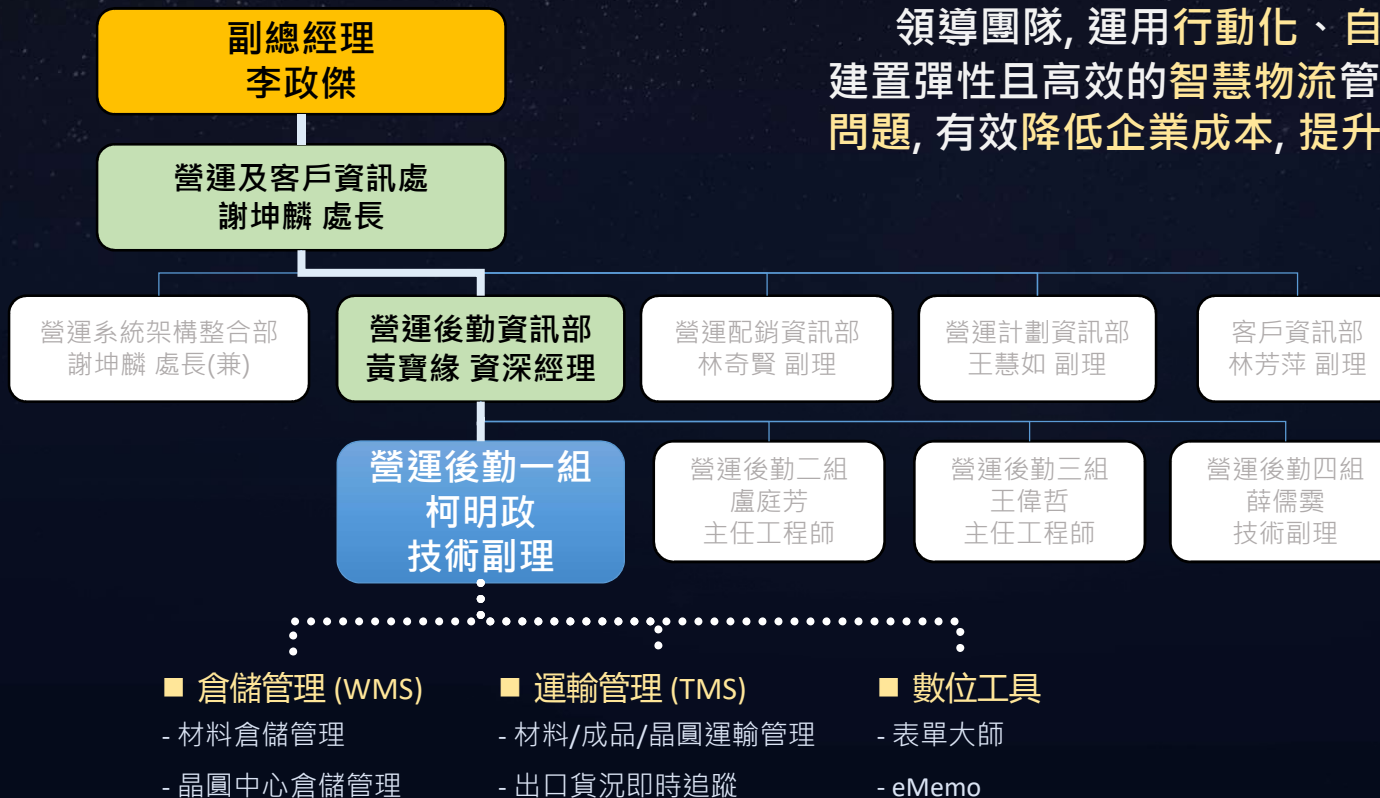 副總經理
李政傑
領導團隊, 運用行動化、自
建置彈性且高效的智慧物流管
問題, 有效降低企業成本, 提升
營運及客戶資訊處
謝坤麟 處長
營運系統架構整合部
謝坤麟 處長(兼)
營運後勤資訊部
黃寶緣 資深經理
營運配銷資訊部
林奇賢 副理
營運計劃資訊部
王慧如 副理
客戶資訊部
林芳萍 副理
營運後勤一組
柯明政
技術副理
營運後勤二組
盧庭芳
主任工程師
營運後勤三組
王偉哲
主任工程師
營運後勤四組
薛儒霙
技術副理
■ 倉儲管理 (WMS)
- 材料倉儲管理
- 晶圓中心倉儲管理
■ 運輸管理 (TMS)
- 材料/成品/晶圓運輸管理
- 出口貨況即時追蹤
■ 數位工具
- 表單大師
- eMemo